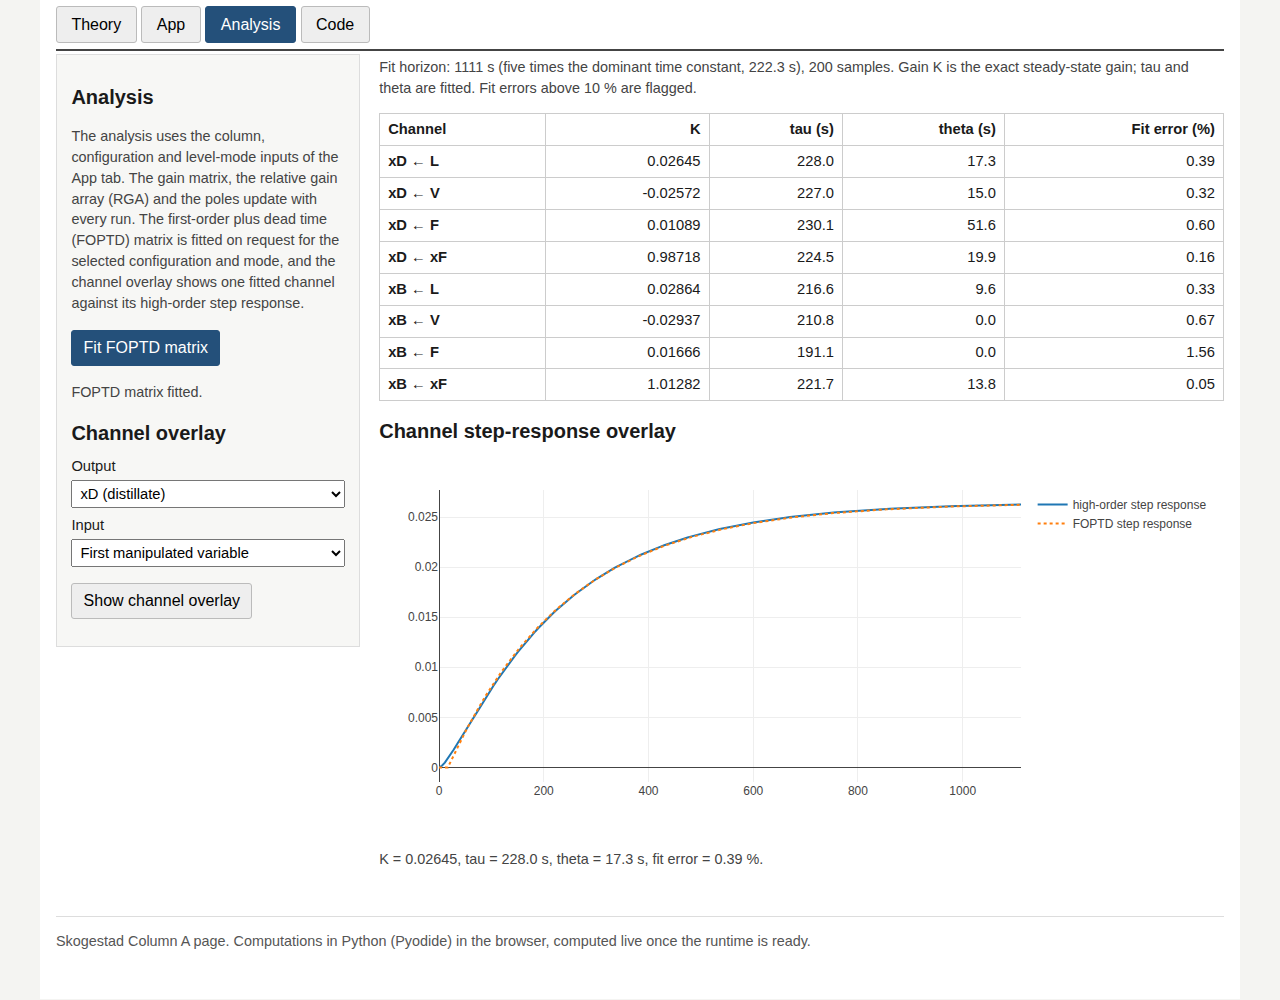 Theory App Analysis Code
Analysis
The analysis uses the column,
configuration and level-mode inputs of the
App tab. The gain matrix, the relative gain
array (RGA) and the poles update with
every run. The first-order plus dead time
(FOPTD) matrix is fitted on request for the
selected configuration and mode, and the
channel overlay shows one fitted channel
against its high-order step response.
Fit FOPTD matrix
FOPTD matrix fitted.
Channel overlay
Output
xD (distillate)
Input
First manipulated variable
Show channel overlay
Fit horizon: 1111 s (five times the dominant time constant, 222.3 s), 200 samples. Gain K is the exact steady-state gain; tau and
theta are fitted. Fit errors above 10 % are flagged.
Channel K tau (s) theta (s) Fit error (%)
xD ← L 0.02645 228.0 17.3 0.39
xD ← V -0.02572 227.0 15.0 0.32
xD ← F 0.01089 230.1 51.6 0.60
xD ← xF 0.98718 224.5 19.9 0.16
xB ← L 0.02864 216.6 9.6 0.33
xB ← V -0.02937 210.8 0.0 0.67
xB ← F 0.01666 191.1 0.0 1.56
xB ← xF 1.01282 221.7 13.8 0.05
Channel step-response overlay
0.025
0.02
0.015
0.01
0.005
0
0 200 400 600 800 1000
high-order step response
FOPTD step response
K = 0.02645, tau = 228.0 s, theta = 17.3 s, fit error = 0.39 %.
Skogestad Column A page. Computations in Python (Pyodide) in the browser, computed live once the runtime is ready.